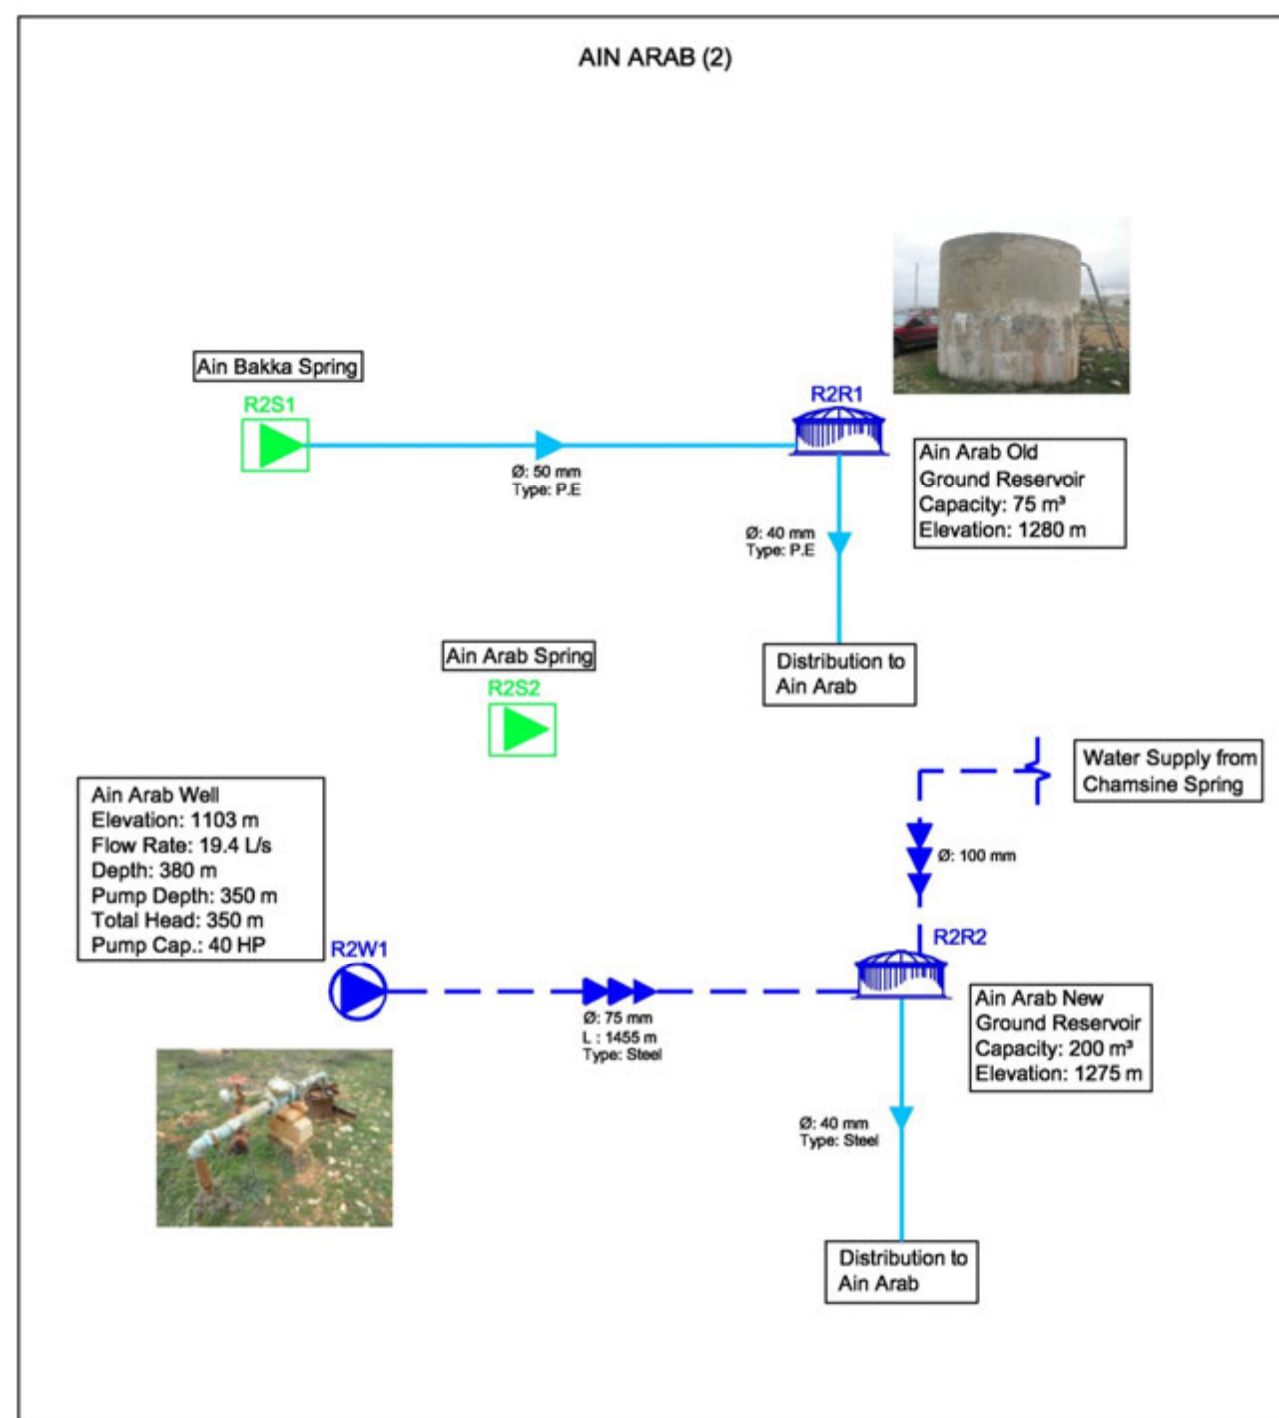 AIN ARAB (2)
Ain Bakka Spring
R2S1
Ø: 50 mm
Type: P.E
R2R1
Ain Arab Old
Ground Reservoir
Capacity: 75 m³
Elevation: 1280 m
Ø: 40 mm
Type: P.E
Distribution to
Ain Arab
Ain Arab Spring
R2S2
Water Supply from
Chamsine Spring
Ø: 100 mm
Ain Arab Well
Elevation: 1103 m
Flow Rate: 19.4 L/s
Depth: 380 m
Pump Depth: 350 m
Total Head: 350 m
Pump Cap.: 40 HP
R2W1
Ø: 75 mm
L : 1455 m
Type: Steel
R2R2
Ain Arab New
Ground Reservoir
Capacity: 200 m³
Elevation: 1275 m
Ø: 40 mm
Type: Steel
Distribution to
Ain Arab